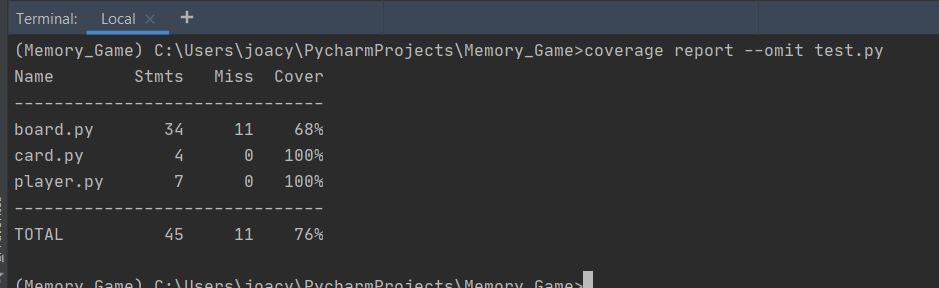 Terminal: Local × +
(Memory_Game) C:\Users\joacy\PycharmProjects\Memory_Game>coverage report --omit test.py
Name        Stmts   Miss  Cover
-------------------------------
board.py       34     11    68%
card.py         4      0   100%
player.py       7      0   100%
-------------------------------
TOTAL          45     11    76%
(Memory_Game) C:\Users\joacy\PycharmProjects\Memory_Game>